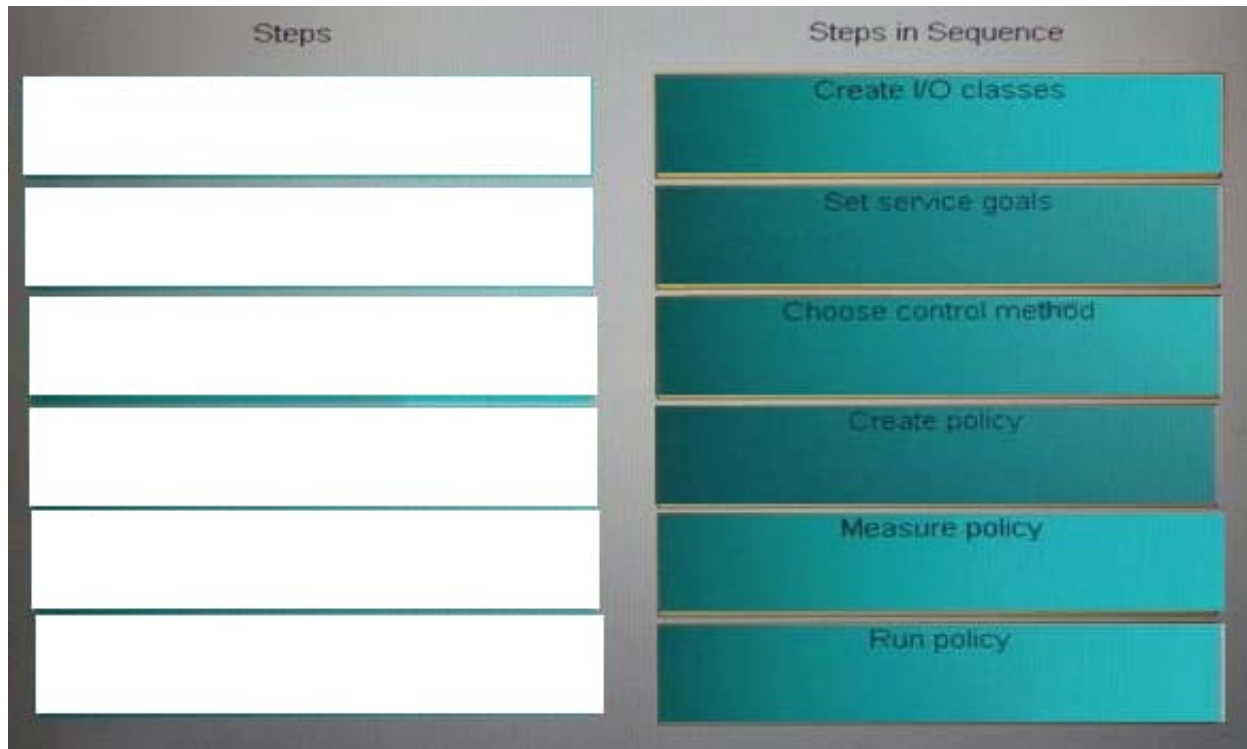 Steps
Steps in Sequence
Create I/O classes
Set service goals
Choose control method
Create policy
Measure policy
Run policy